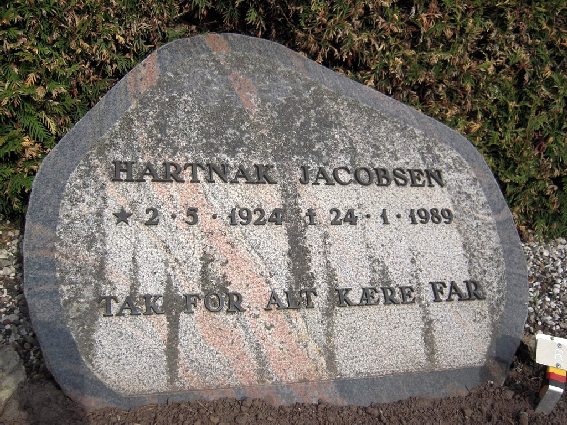 HARTNAK JACOBSEN
★ 2 · 5 · 1924 † 24 · 1 · 1989
TAK FOR ALT KÆRE FAR